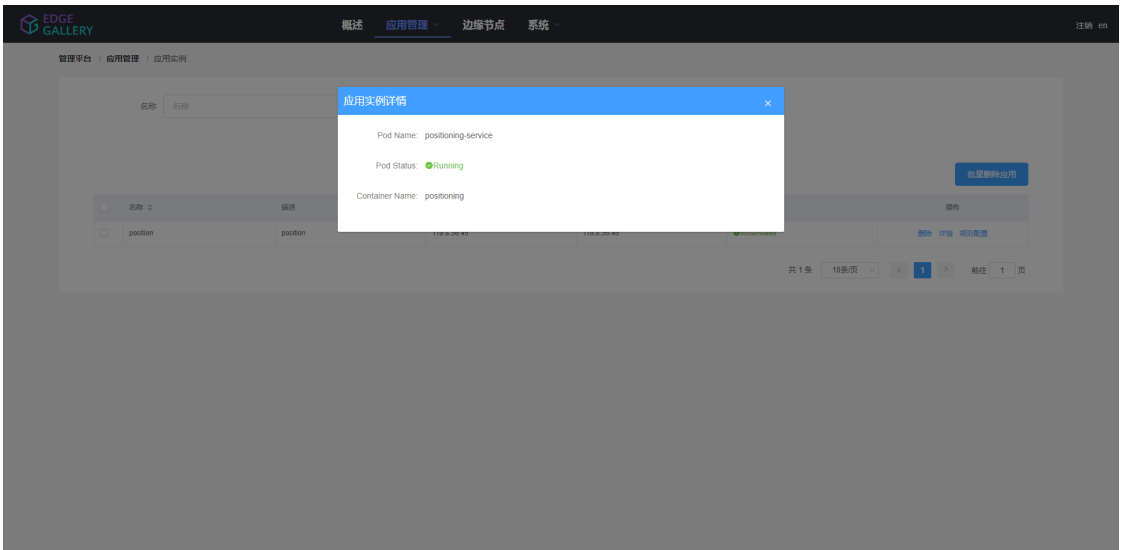 EDGE
GALLERY
概述 应用管理 边缘节点 系统 注销 en
管理平台 / 应用管理 / 应用实例
名称 名称
应用实例详情 ×
Pod Name: positioning-service
Pod Status: Running
Container Name: positioning
批量删除应用
名称 描述 操作
position position 删除 详情 规则配置
共 1 条 10条/页 < 1 > 前往 1 页